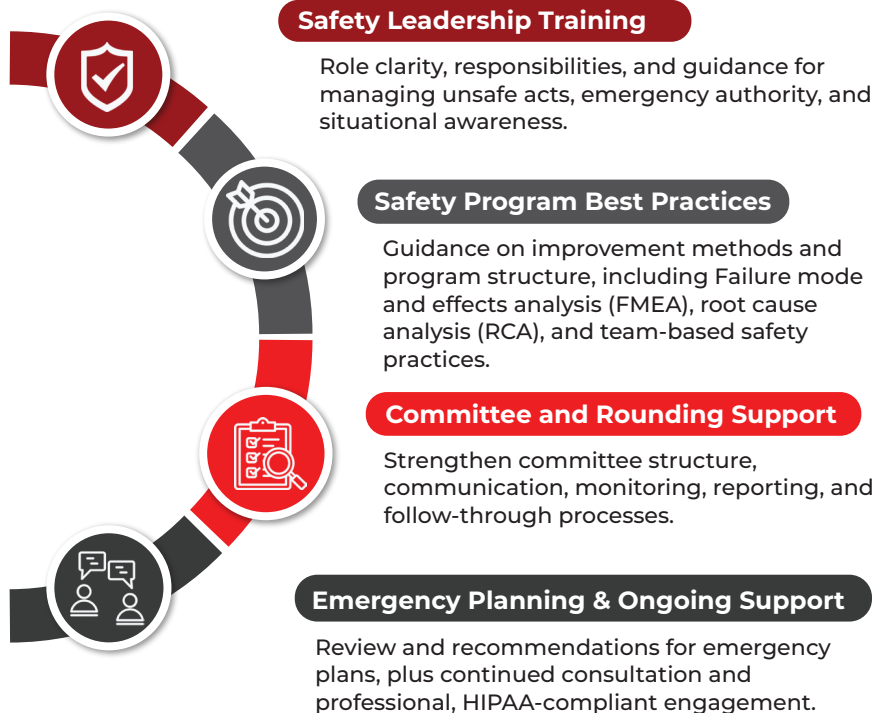 Safety Leadership Training
Role clarity, responsibilities, and guidance for
managing unsafe acts, emergency authority, and
situational awareness.
Safety Program Best Practices
Guidance on improvement methods and
program structure, including Failure mode
and effects analysis (FMEA), root cause
analysis (RCA), and team-based safety
practices.
Committee and Rounding Support
Strengthen committee structure,
communication, monitoring, reporting, and
follow-through processes.
Emergency Planning & Ongoing Support
Review and recommendations for emergency
plans, plus continued consultation and
professional, HIPAA-compliant engagement.